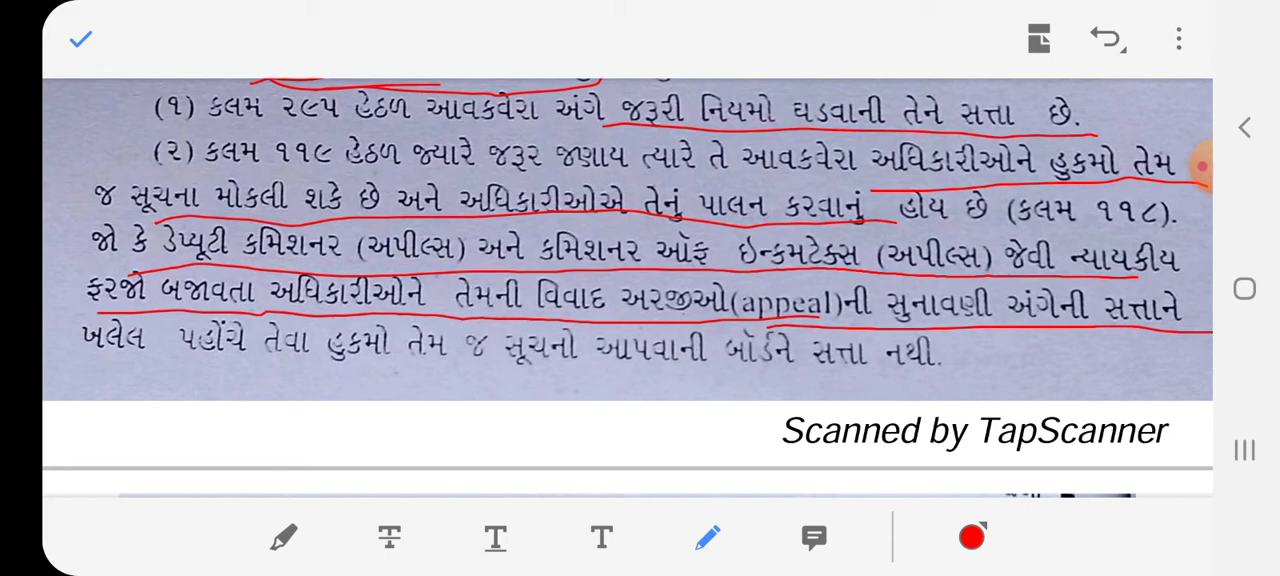 (૧) કલમ ૨૯૫ હેઠળ આવકવેરા અંગે જરૂરી નિયમો ઘડવાની તેને સત્તા છે.
(૨) કલમ ૧૧૯ હેઠળ જ્યારે જરૂર જણાય ત્યારે તે આવકવેરા અધિકારીઓને હુકમો તેમ
જ સૂચના મોકલી શકે છે અને અધિકારીઓએ તેનું પાલન કરવાનું હોય છે (કલમ ૧૧૮).
જો કે ડેપ્યૂટી કમિશનર (અપીલ્સ) અને કમિશનર ઑફ ઇન્કમટેક્સ (અપીલ્સ) જેવી ન્યાયકીય
ફરજો બજાવતા અધિકારીઓને તેમની વિવાદ અરજીઓ(appeal)ની સુનાવણી અંગેની સત્તાને
ખલેલ પહોંચે તેવા હુકમો તેમ જ સૂચનો આપવાની બૉર્ડને સત્તા નથી.
Scanned by TapScanner
T
T
T